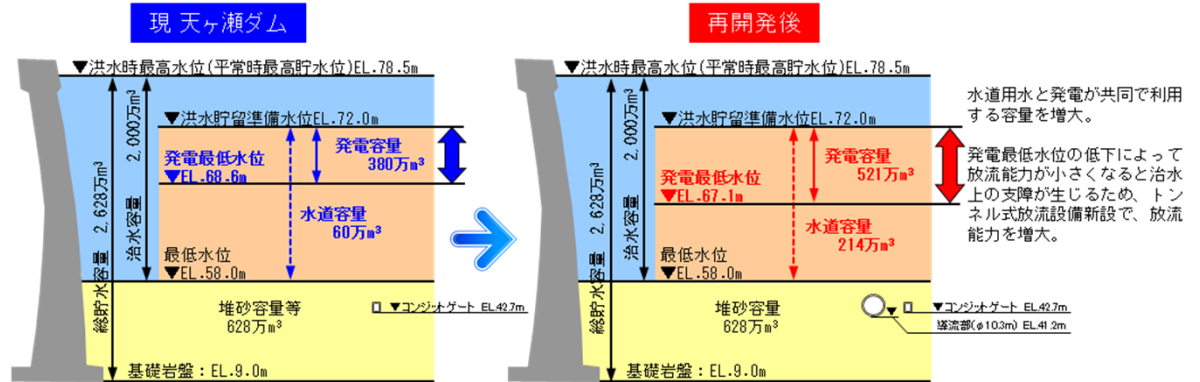 現 天ヶ瀬ダム
▼洪水時最高水位(平常時最高貯水位)EL.78.5m
総貯水容量 2,628万m³
治水容量 2,000万m³
▼洪水貯留準備水位EL.72.0m
発電容量
380万m³
発電最低水位
▼EL.68.6m
水道容量
60万m³
最低水位
▼EL.58.0m
堆砂容量等
628万m³
▼コンジットゲート EL42.7m
基礎岩盤：EL.9.0m
再開発後
▼洪水時最高水位(平常時最高貯水位)EL.78.5m
総貯水容量 2,628万m³
治水容量 2,000万m³
▼洪水貯留準備水位EL.72.0m
発電容量
521万m³
発電最低水位
▼EL.67.1m
水道容量
214万m³
最低水位
▼EL.58.0m
堆砂容量
628万m³
▼コンジットゲート EL42.7m
▼
導流部(φ10.3m) EL41.2m
基礎岩盤：EL.9.0m
水道用水と発電が共同で利用
する容量を増大。
発電最低水位の低下によって
放流能力が小さくなると治水
上の支障が生じるため、トン
ネル式放流設備新設で、放流
能力を増大。